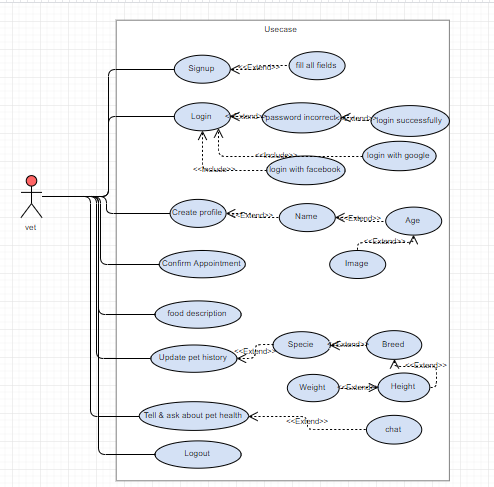 Usecase
Signup
<<Extend>>
fill all fields
Login
<<Extend>>
password incorrect
<<Extend>>
login successfully
<<Include>>
login with google
<<Include>>
login with facebook
vet
Create profile
<<Extend>>
Name
<<Extend>>
Age
<<Extend>>
Image
Confirm Appointment
food description
Update pet history
<<Extend>>
Specie
<<Extend>>
Breed
<<Extend>>
Weight
<<Extend>>
Height
Tell & ask about pet health
<<Extend>>
chat
Logout